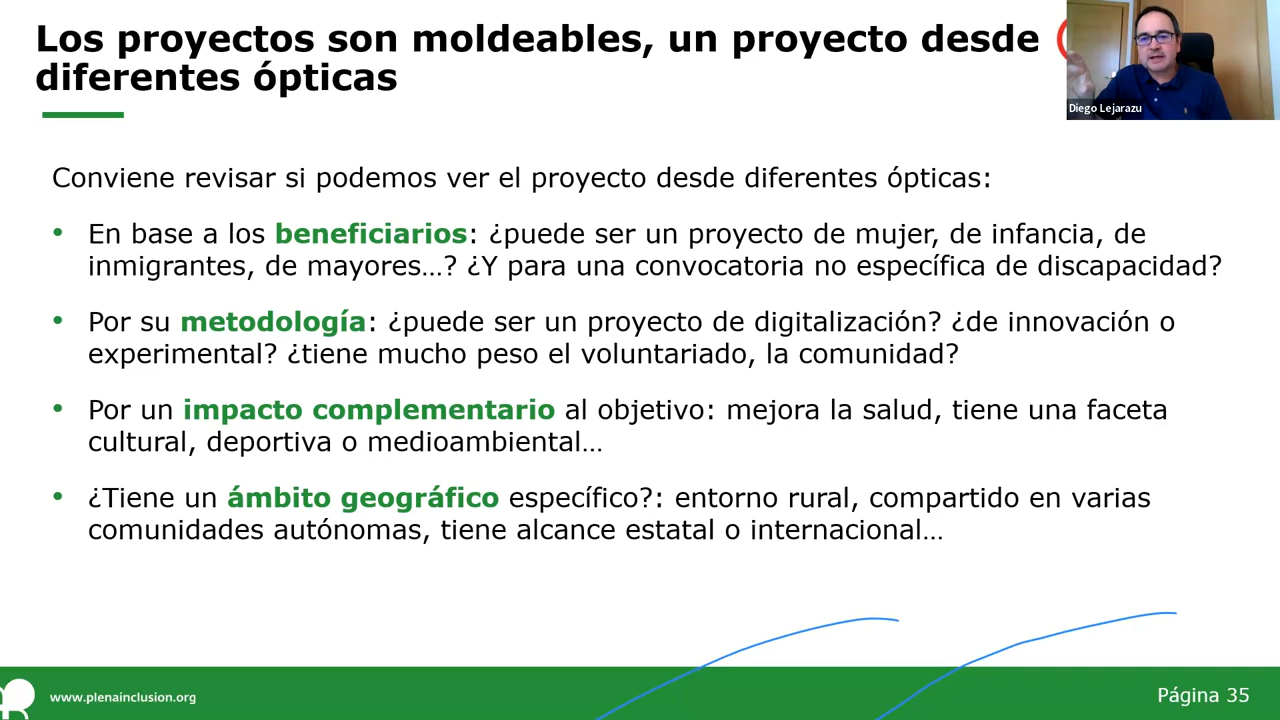 Los proyectos son moldeables, un proyecto desde
diferentes ópticas
Diego Lejarazu
Conviene revisar si podemos ver el proyecto desde diferentes ópticas:
• En base a los beneficiarios: ¿puede ser un proyecto de mujer, de infancia, de
inmigrantes, de mayores…? ¿Y para una convocatoria no específica de discapacidad?
• Por su metodología: ¿puede ser un proyecto de digitalización? ¿de innovación o
experimental? ¿tiene mucho peso el voluntariado, la comunidad?
• Por un impacto complementario al objetivo: mejora la salud, tiene una faceta
cultural, deportiva o medioambiental…
• ¿Tiene un ámbito geográfico específico?: entorno rural, compartido en varias
comunidades autónomas, tiene alcance estatal o internacional…
www.plenainclusion.org
Página 35